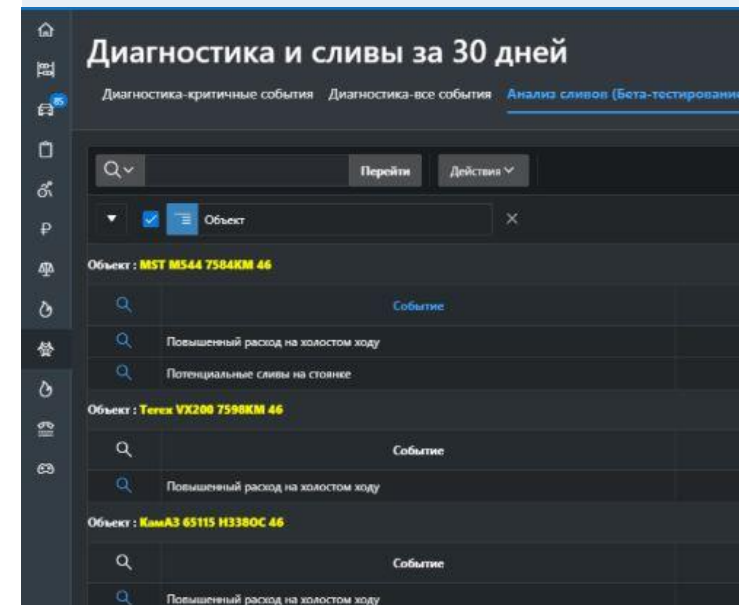 Диагностика и сливы за 30 дней
Диагностика-критичные события Диагностика-все события Анализ сливов (Бета-тестирование
85
Перейти Действия
Объект
Объект : MST M544 7584KM 46
Событие
Повышенный расход на холостом ходу
Потенциальные сливы на стоянке
Объект : Terex VX200 7598KM 46
Событие
Повышенный расход на холостом ходу
Объект : КамАЗ 65115 Н338ОС 46
Событие
Повышенный расход на холостом ходу